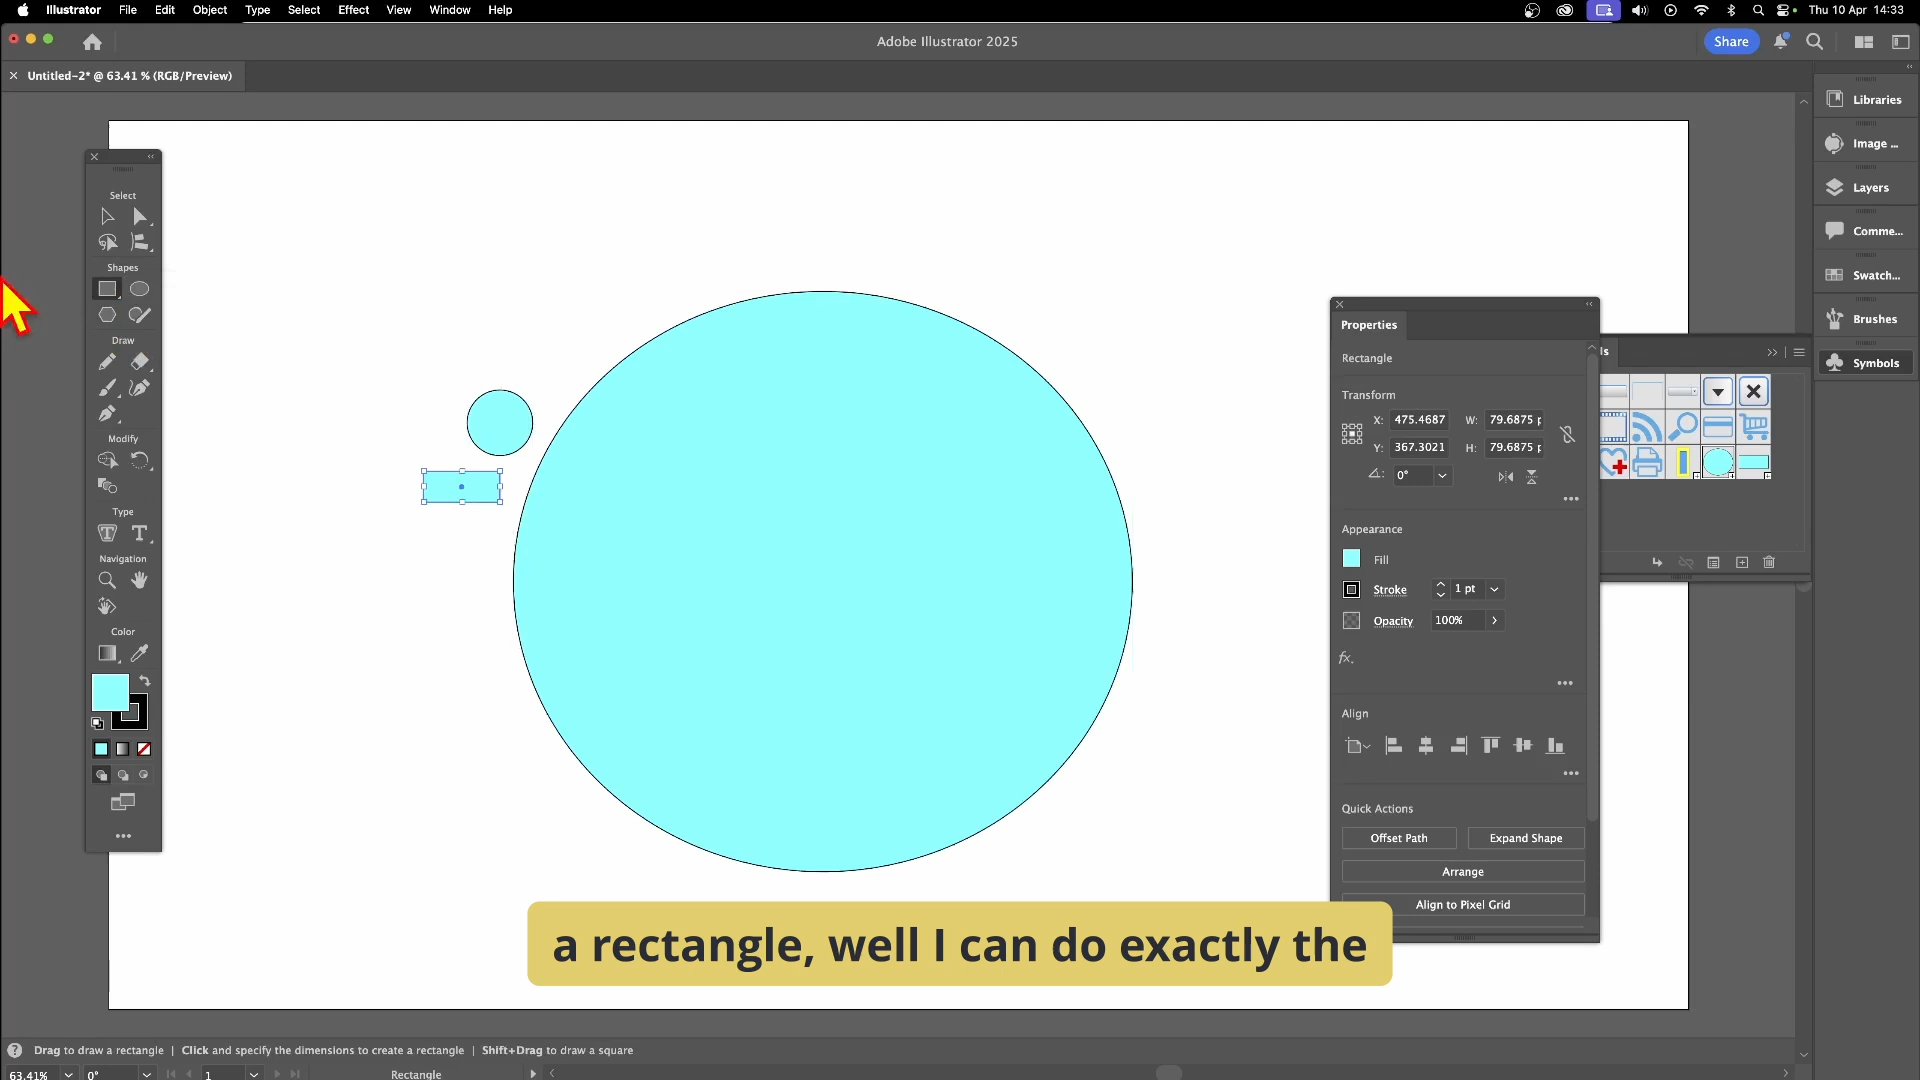 Illustrator File Edit Object Type Select Effect View Window Help
Thu 10 Apr 14:33
Adobe Illustrator 2025
Share
Untitled-2* @ 63.41 % (RGB/Preview)
Libraries
Image ...
Layers
Comme...
Swatch...
Brushes
Symbols
Select
Shapes
Draw
Modify
Type
Navigation
Color
Properties
ls
Rectangle
Transform
X: 475.4687 W: 79.6875 p
Y: 367.3021 H: 79.6875 p
0°
Appearance
Fill
Stroke 1 pt
Opacity 100%
fx.
Align
Quick Actions
Offset Path Expand Shape
Arrange
Align to Pixel Grid
a rectangle, well I can do exactly the
Drag to draw a rectangle | Click and specify the dimensions to create a rectangle | Shift+Drag to draw a square
63.41% 0° 1 Rectangle